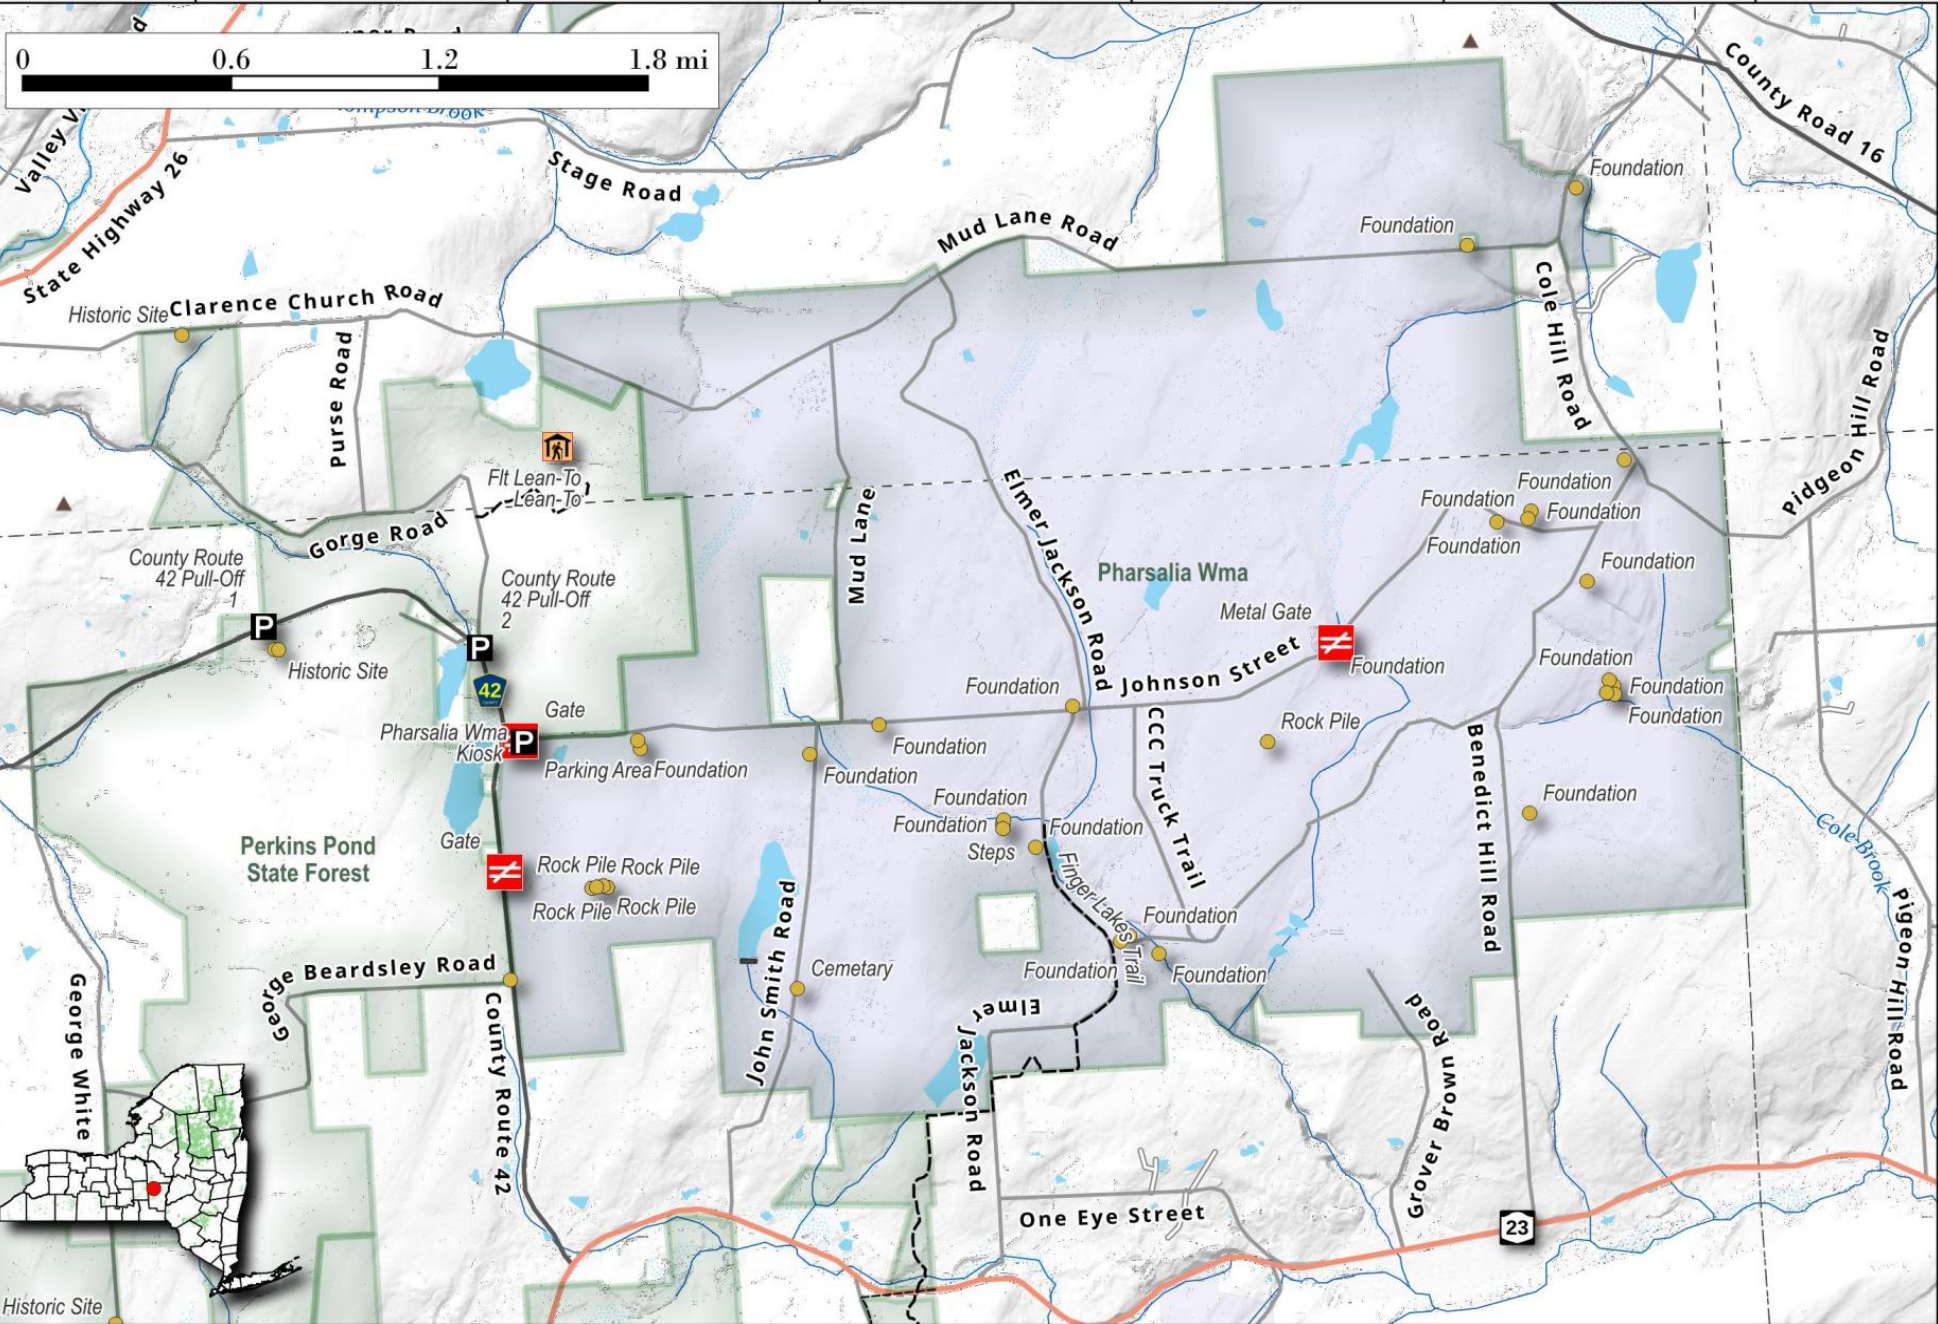 0 0.6 1.2 1.8 mi
Valley V
State Highway 26
Stage Road
County Road 16
Foundation
Foundation
Mud Lane Road
Historic Site
Clarence Church Road
Purse Road
Cole Hill Road
Pidgeon Hill Road
Flt Lean-To
Lean-To
Gorge Road
Mud Lane
Elmer Jackson Road
Pharsalia Wma
Foundation
Foundation
Foundation
Foundation
Foundation
County Route
42 Pull-Off
1
P
Historic Site
County Route
42 Pull-Off
2
P
42
Metal Gate
Foundation
Johnson Street
Foundation
Foundation
Foundation
Foundation
Gate
Pharsalia Wma
Kiosk
P
Parking Area
Foundation
Foundation
Foundation
Rock Pile
CCC Truck Trail
Benedict Hill Road
Foundation
Foundation
Foundation
Steps
Foundation
Finger Lakes Trail
Cole Brook
Perkins Pond
State Forest
Gate
Rock Pile
Rock Pile
Rock Pile
Rock Pile
John Smith Road
Foundation
Foundation
Foundation
Cemetary
George Beardsley Road
George White
County Route 42
Elmer
Jackson Road
Grover Brown Road
Pigeon Hill Road
One Eye Street
23
Historic Site